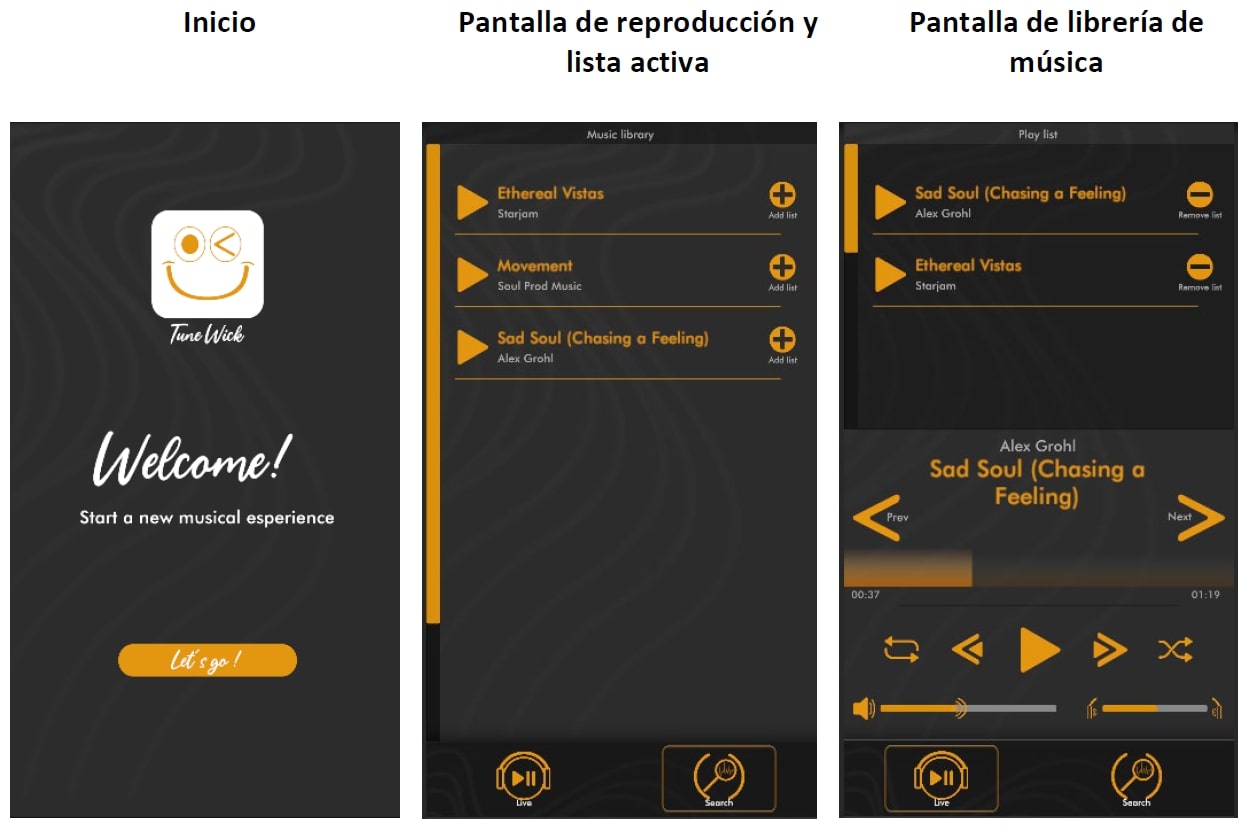 Inicio
Pantalla de reproducción y
lista activa
Pantalla de librería de
música
Tune Wick
Welcome!
Start a new musical esperience
Let´s go !
Music library
Ethereal Vistas
Starjam
Add list
Movement
Soul Prod Music
Add list
Sad Soul (Chasing a Feeling)
Alex Grohl
Add list
Live
Search
Play list
Sad Soul (Chasing a Feeling)
Alex Grohl
Remove list
Ethereal Vistas
Starjam
Remove list
Alex Grohl
Sad Soul (Chasing a
Feeling)
Prev
Next
00:37
01:19
Live
Search